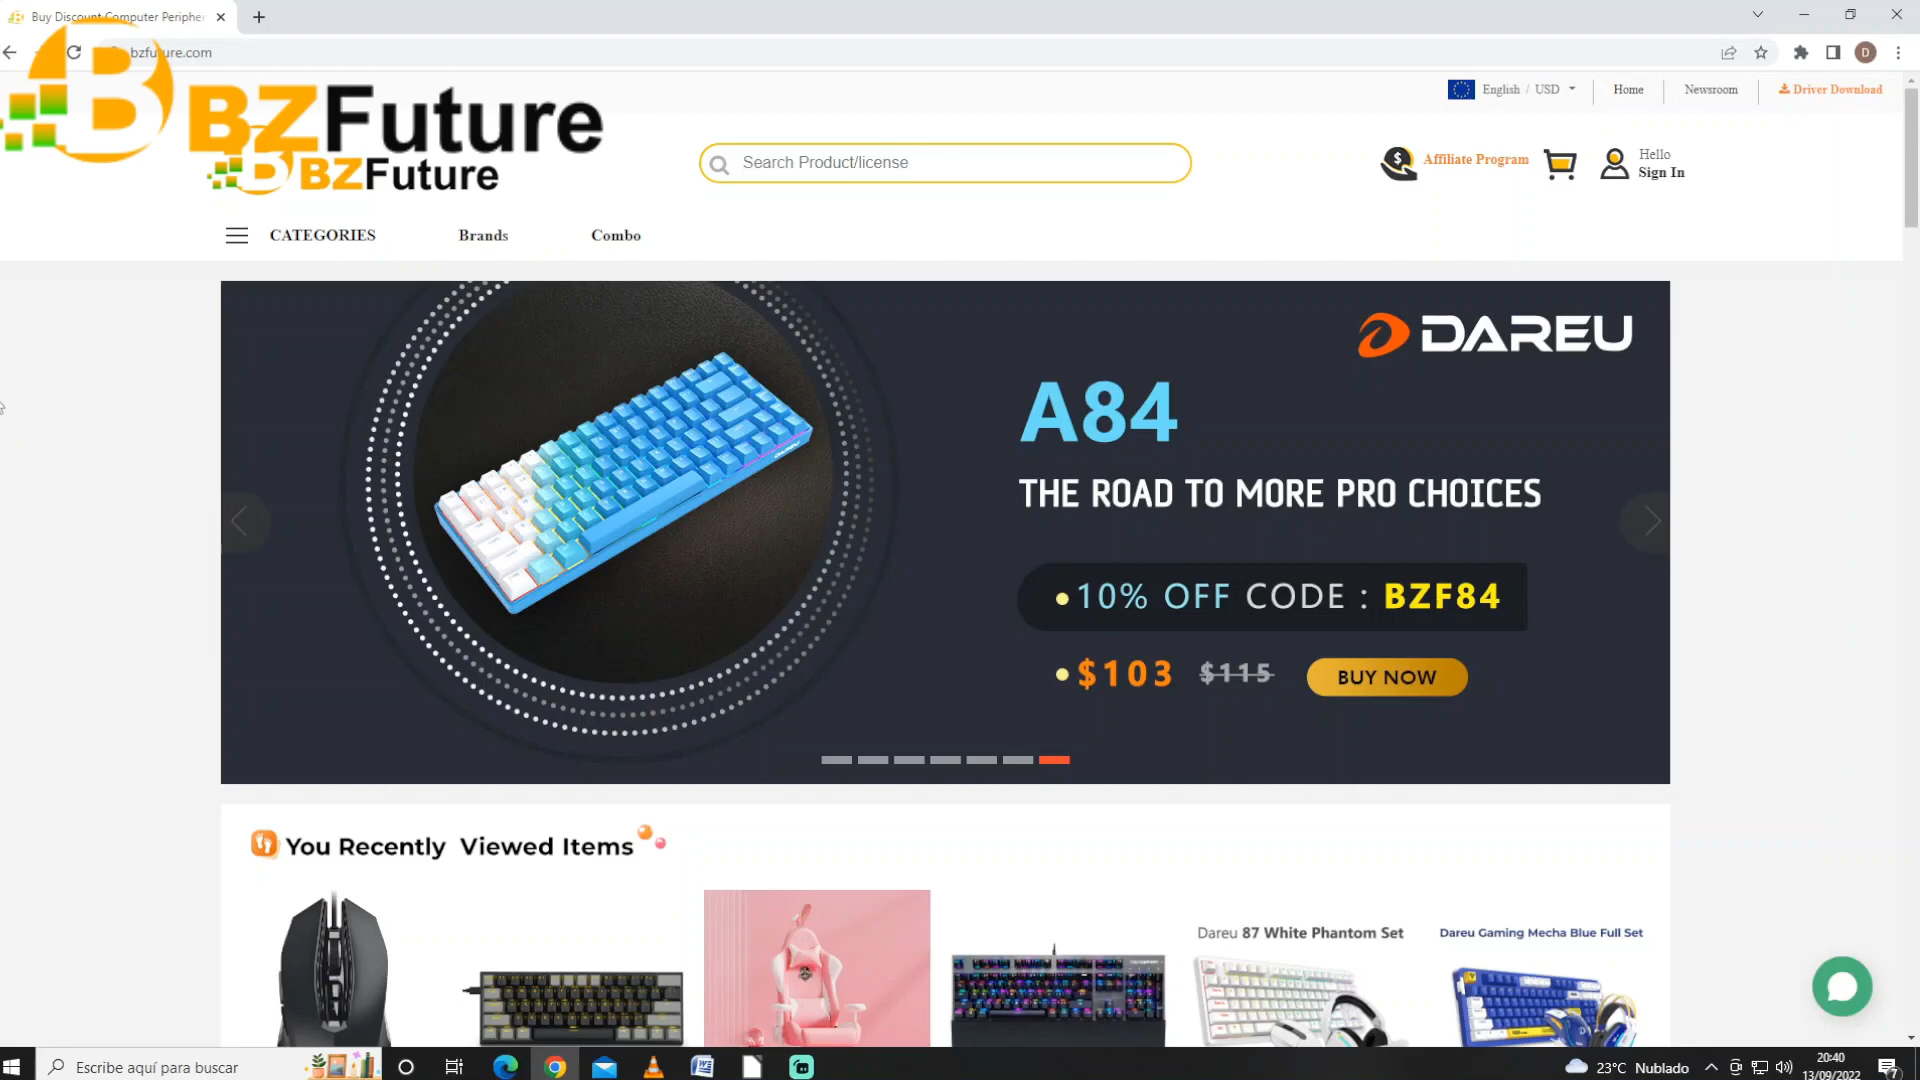 Buy Discount Computer Peripher
bzfuture.com
D
English / USD
Home
Newsroom
Driver Download
BZFuture
BZFuture
Search Product/license
Affiliate Program
Hello
Sign In
CATEGORIES
Brands
Combo
DAREU
A84
THE ROAD TO MORE PRO CHOICES
10% OFF CODE : BZF84
$103 $115 BUY NOW
You Recently Viewed Items
Dareu 87 White Phantom Set
Dareu Gaming Mecha Blue Full Set
Escribe aquí para buscar
23°C Nublado
20:40
13/09/2022
7